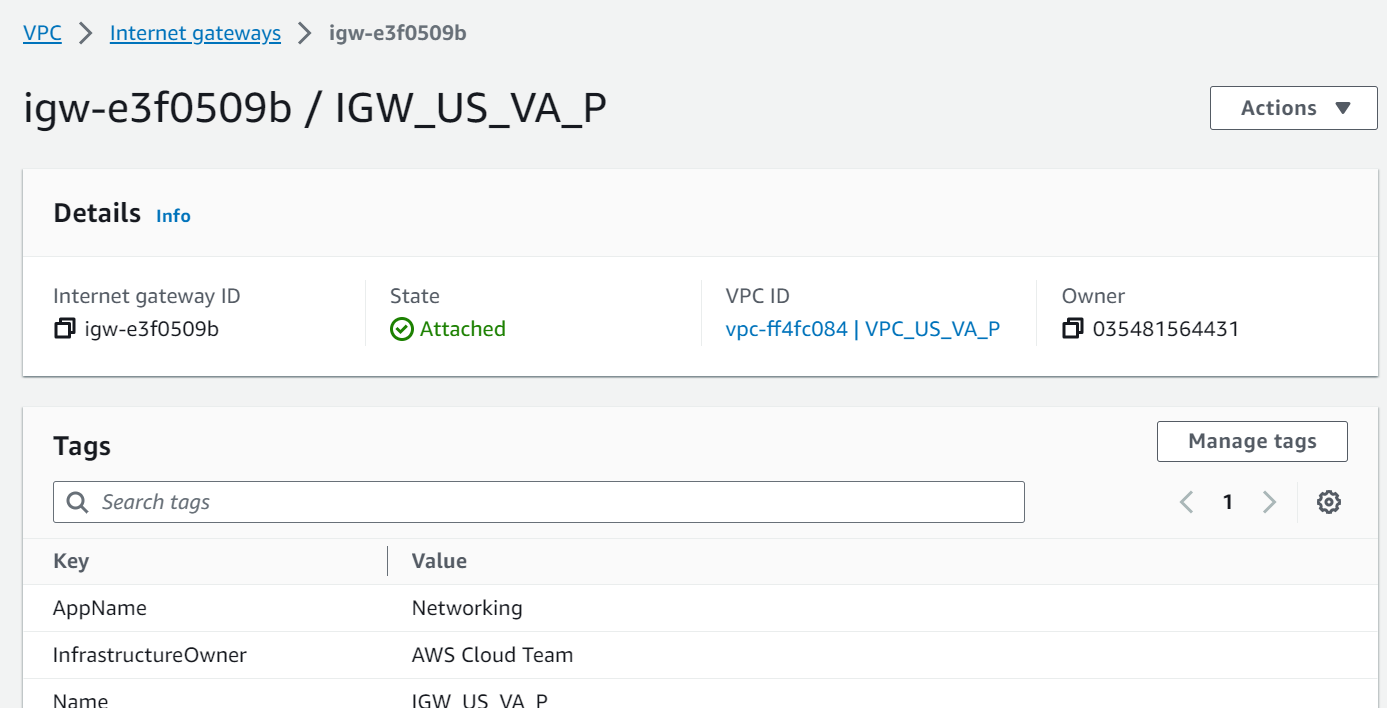 VPC > Internet gateways > igw-e3f0509b
igw-e3f0509b / IGW_US_VA_P
Actions
Details Info
Internet gateway ID State VPC ID Owner
igw-e3f0509b Attached vpc-ff4fc084 | VPC_US_VA_P 035481564431
Tags
Manage tags
Search tags
1
Key Value
AppName Networking
InfrastructureOwner AWS Cloud Team
Name IGW_US_VA_P